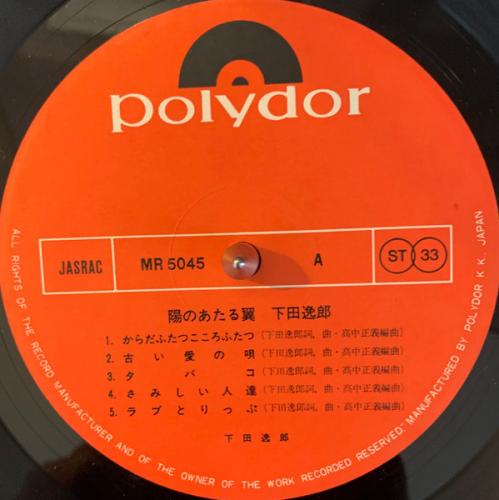 polydor
JASRAC
MR 5045
A
ST 33
陽のあたる翼 下田逸郎
1. からだふたつこころふたつ (下田逸郎詞, 曲・高中正義編曲)
2. 古い愛の唄 (下田逸郎詞, 曲・高中正義編曲)
3. タバコ (下田逸郎詞, 曲・高中正義編曲)
4. さみしい人達 (下田逸郎詞, 曲・高中正義編曲)
5. ラブとりっぷ (下田逸郎詞, 曲・高中正義編曲)
下田逸郎
ALL RIGHTS OF THE RECORD MANUFACTURER AND OF THE OWNER OF THE WORK RECORDED RESERVED." MANUFACTURED BY POLYDOR K. K. JAPAN